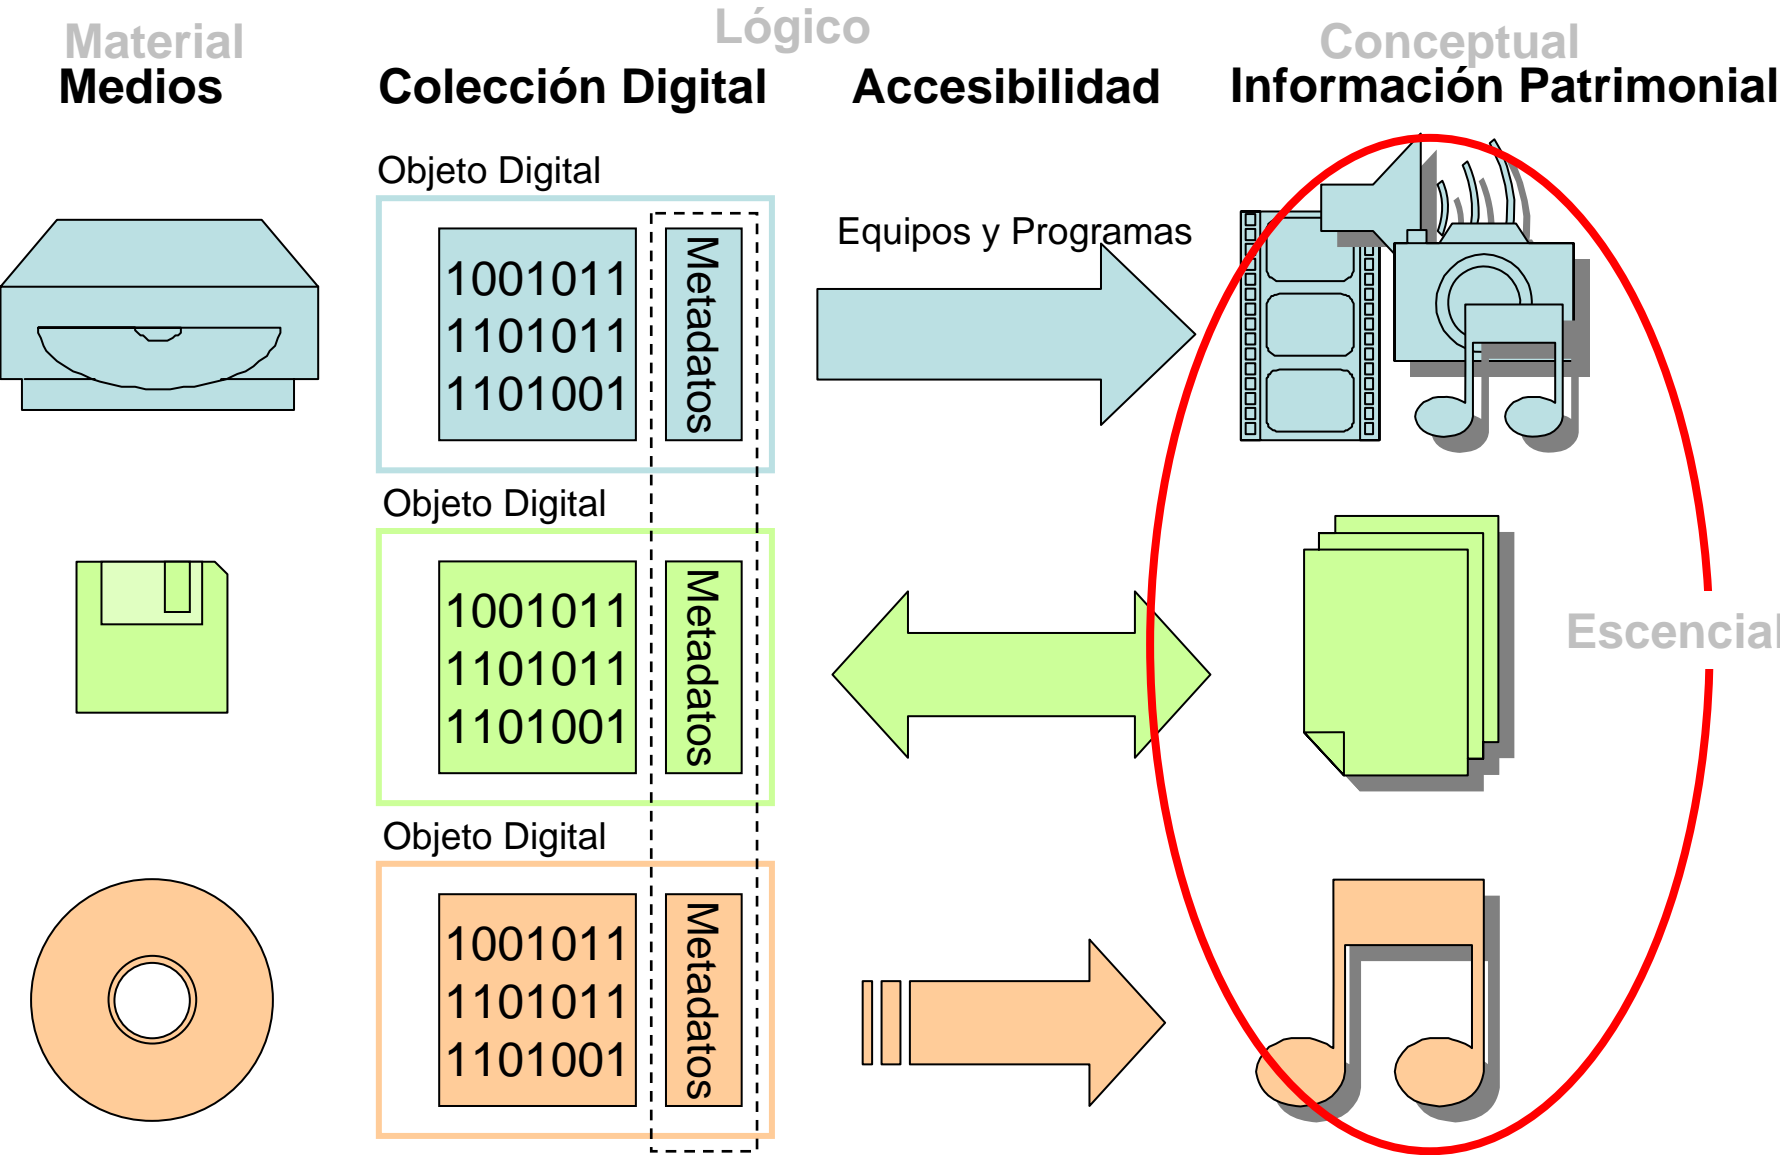 Material
Lógico
Conceptual
Medios
Colección Digital
Accesibilidad
Información Patrimonial
Objeto Digital
1001011
1101011
1101001
Metadatos
Equipos y Programas
Objeto Digital
1001011
1101011
1101001
Metadatos
Escencial
Objeto Digital
1001011
1101011
1101001
Metadatos